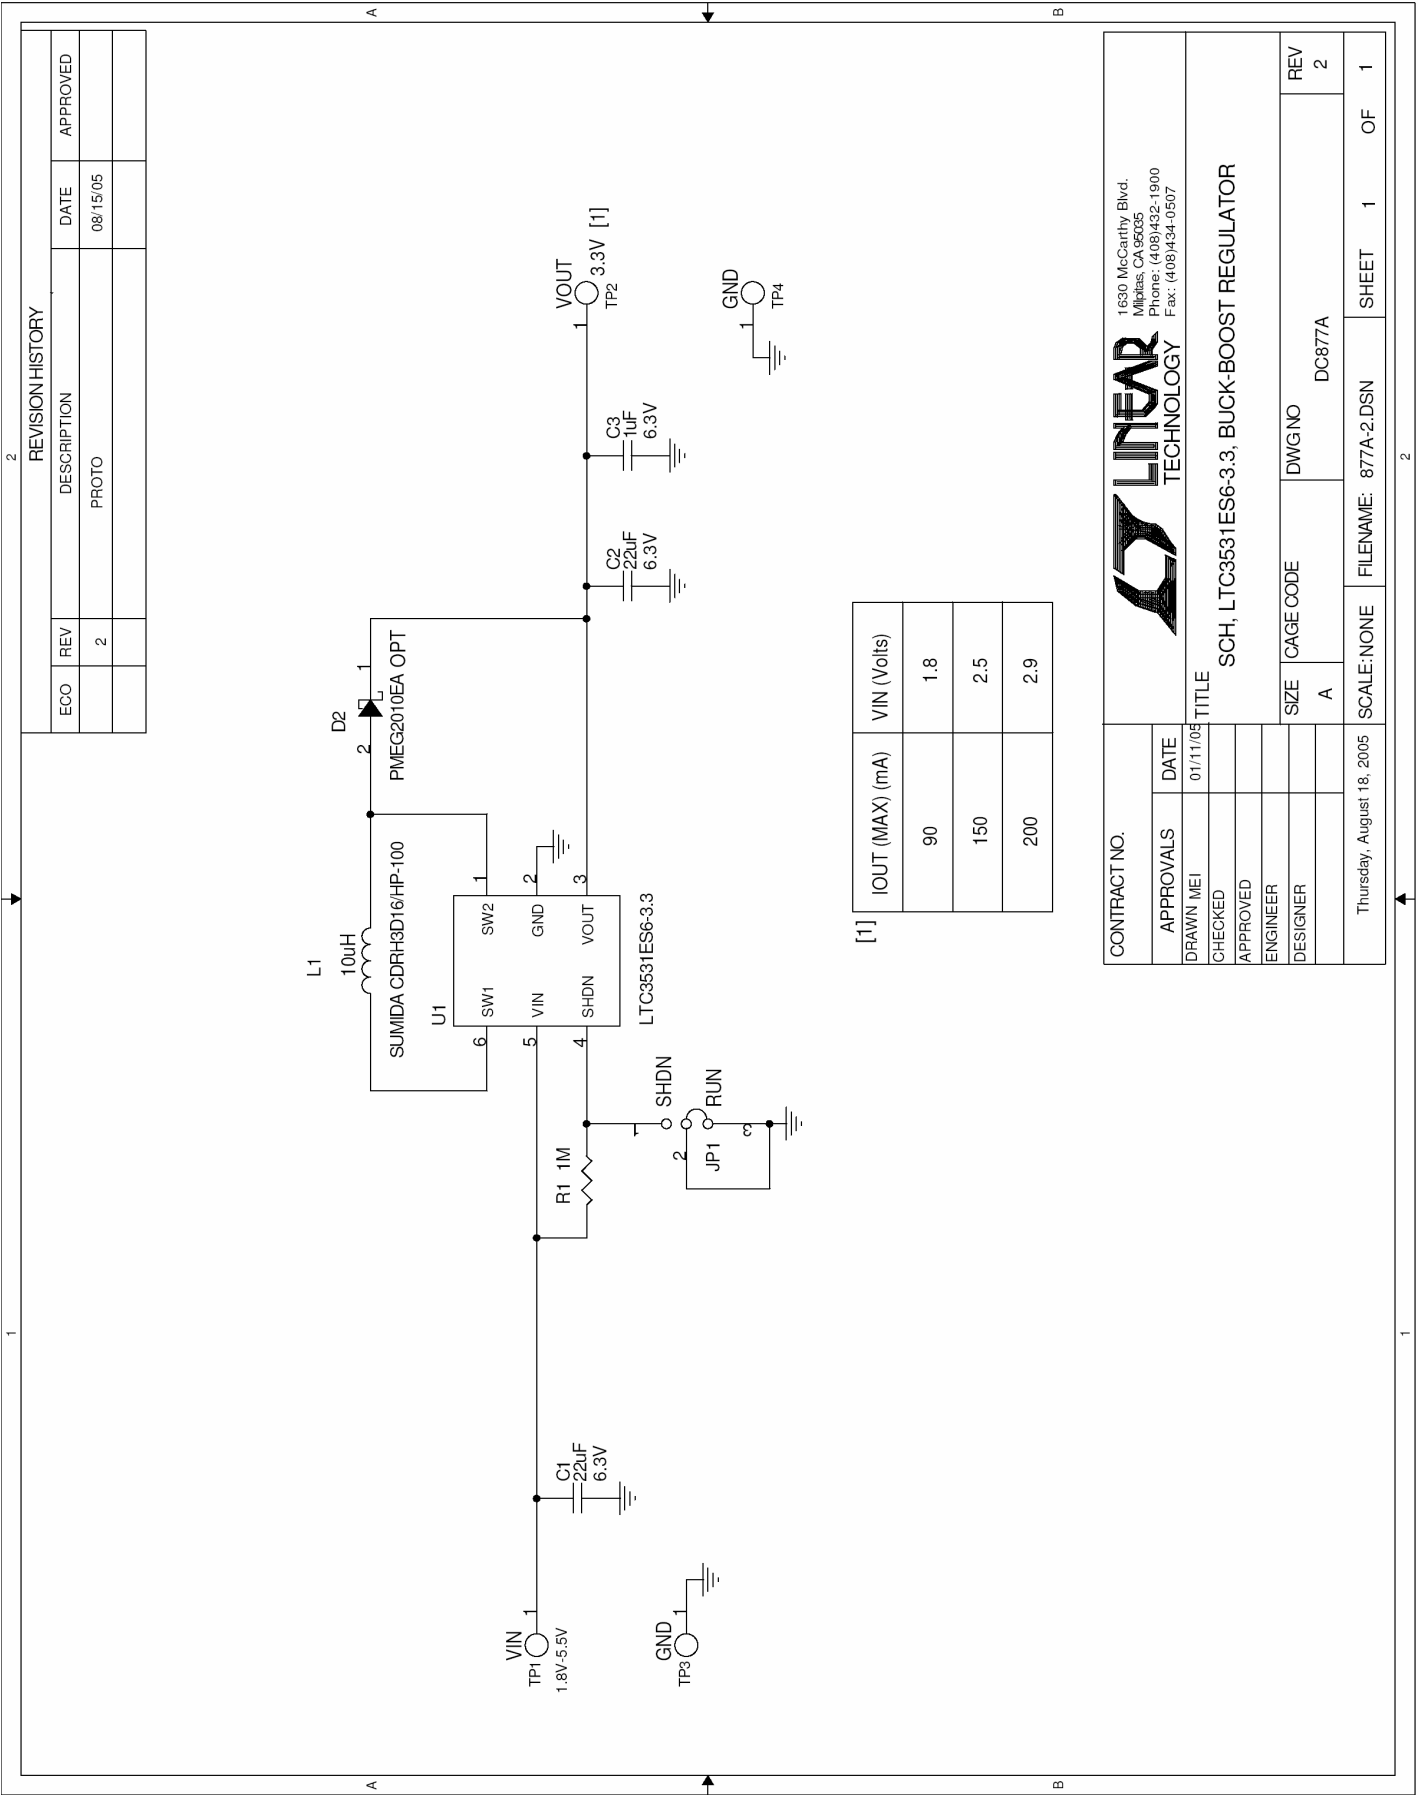 2
1
REVISION HISTORY
ECO REV DESCRIPTION DATE APPROVED
2 PROTO 08/15/05
A
A
L1
10uH
SUMIDA CDRH3D16/HP-100
D2
2
1
PMEG2010EA OPT
U1
6 SW1 SW2 1
5 VIN GND 2
4 SHDN VOUT 3
LTC3531ES6-3.3
VIN
TP1
1
1.8V-5.5V
C1
22uF
6.3V
R1 1M
1
SHDN
2
RUN
JP1
3
GND
TP3
1
C2
22uF
6.3V
C3
1uF
6.3V
VOUT
1
TP2
3.3V [1]
GND
1
TP4
[1]
IOUT (MAX) (mA) VIN (Volts)
90 1.8
150 2.5
200 2.9
B
B
CONTRACT NO.
APPROVALS DATE
DRAWN MEI 01/11/05
CHECKED
APPROVED
ENGINEER
DESIGNER
LINEAR
TECHNOLOGY
1630 McCarthy Blvd.
Milpitas, CA 95035
Phone: (408)432-1900
Fax: (408)434-0507
TITLE
SCH, LTC3531ES6-3.3, BUCK-BOOST REGULATOR
SIZE CAGE CODE DWG NO REV
A DC877A 2
Thursday, August 18, 2005 SCALE:NONE FILENAME: 877A-2.DSN SHEET 1 OF 1
1
2